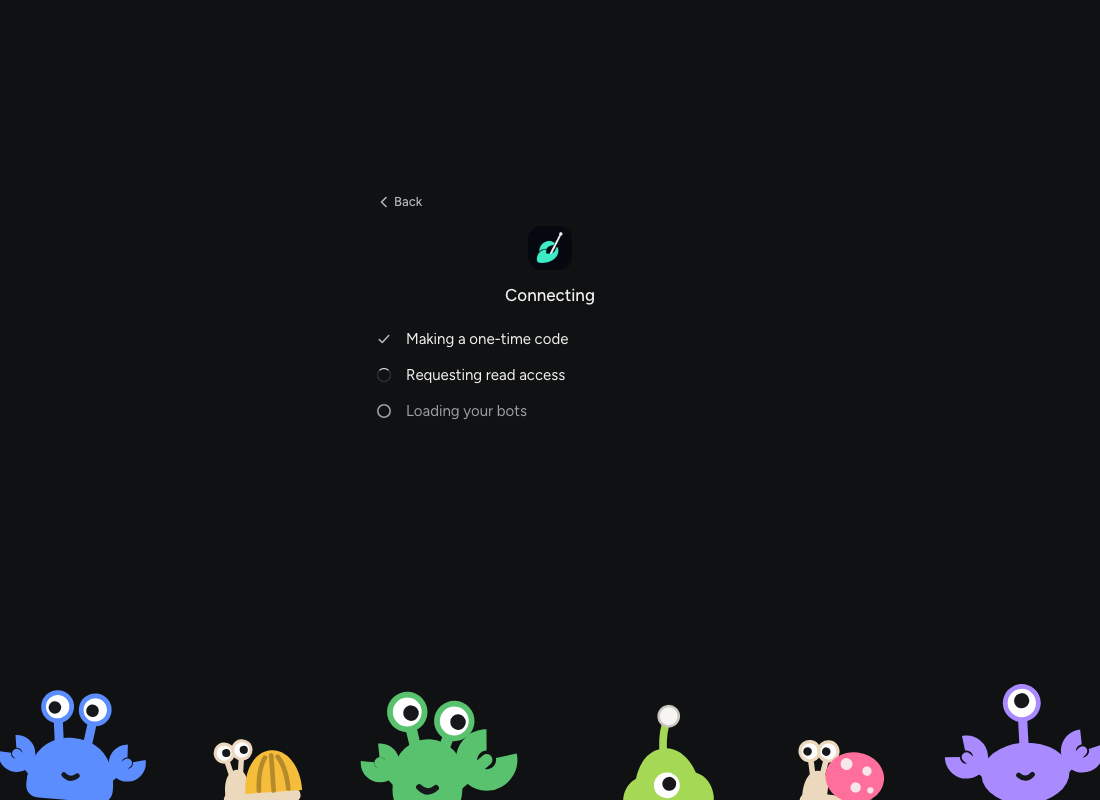 Back
Connecting
Making a one-time code
Requesting read access
Loading your bots